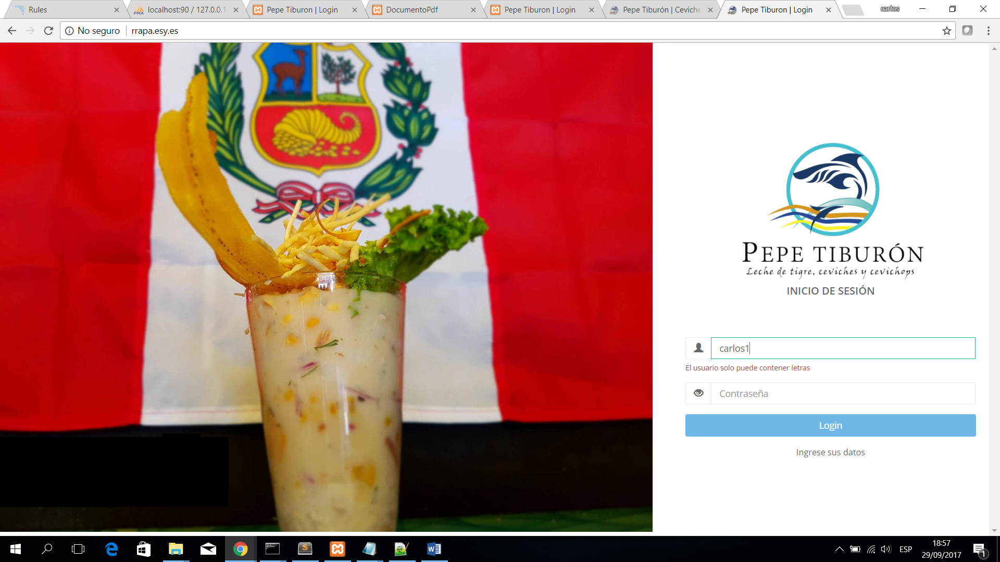 Rules
localhost:90 / 127.0.0.1
Pepe Tiburon | Login
DocumentoPdf
Pepe Tiburon | Login
Pepe Tiburón | Ceviche
Pepe Tiburon | Login
carlos
No seguro
rrapa.esy.es
PEPE TIBURÓN
Leche de tigre, ceviches y cevichops
INICIO DE SESIÓN
carlos1
El usuario solo puede contener letras
Contraseña
Login
Ingrese sus datos
ESP
18:57
29/09/2017
1